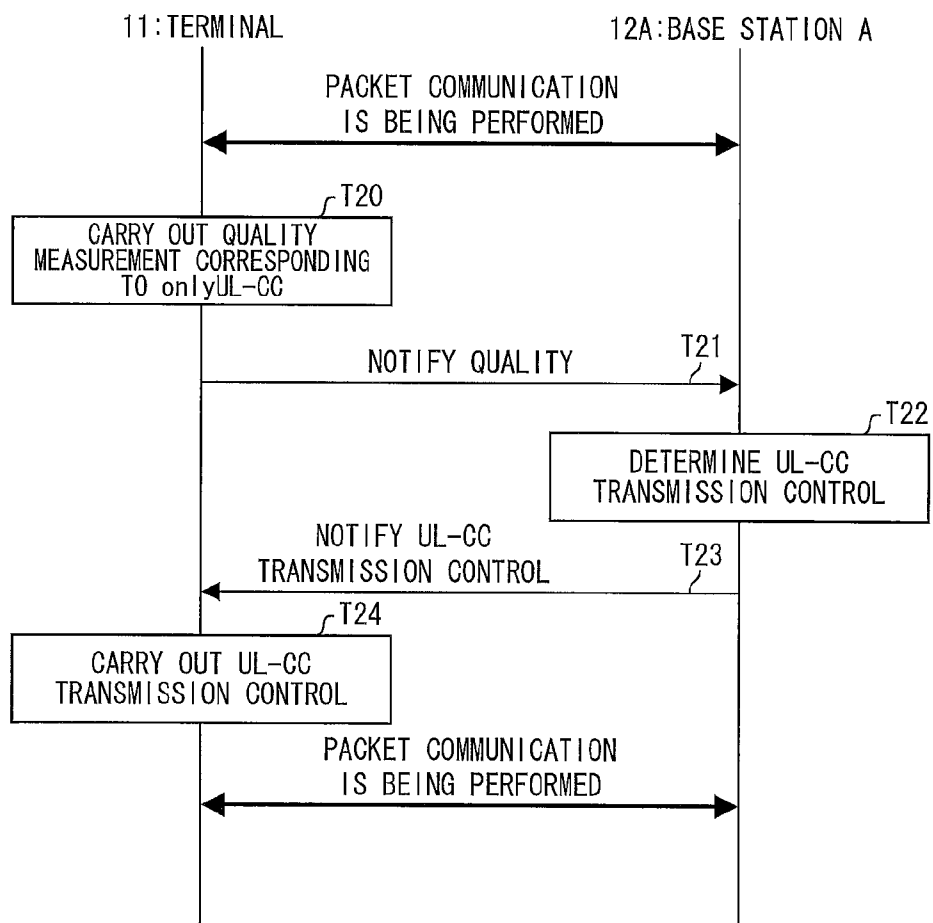 11:TERMINAL
12A:BASE STATION A
PACKET COMMUNICATION
IS BEING PERFORMED
T20
CARRY OUT QUALITY
MEASUREMENT CORRESPONDING
TO onlyUL-CC
NOTIFY QUALITY
T21
T22
DETERMINE UL-CC
TRANSMISSION CONTROL
NOTIFY UL-CC
TRANSMISSION CONTROL
T23
T24
CARRY OUT UL-CC
TRANSMISSION CONTROL
PACKET COMMUNICATION
IS BEING PERFORMED